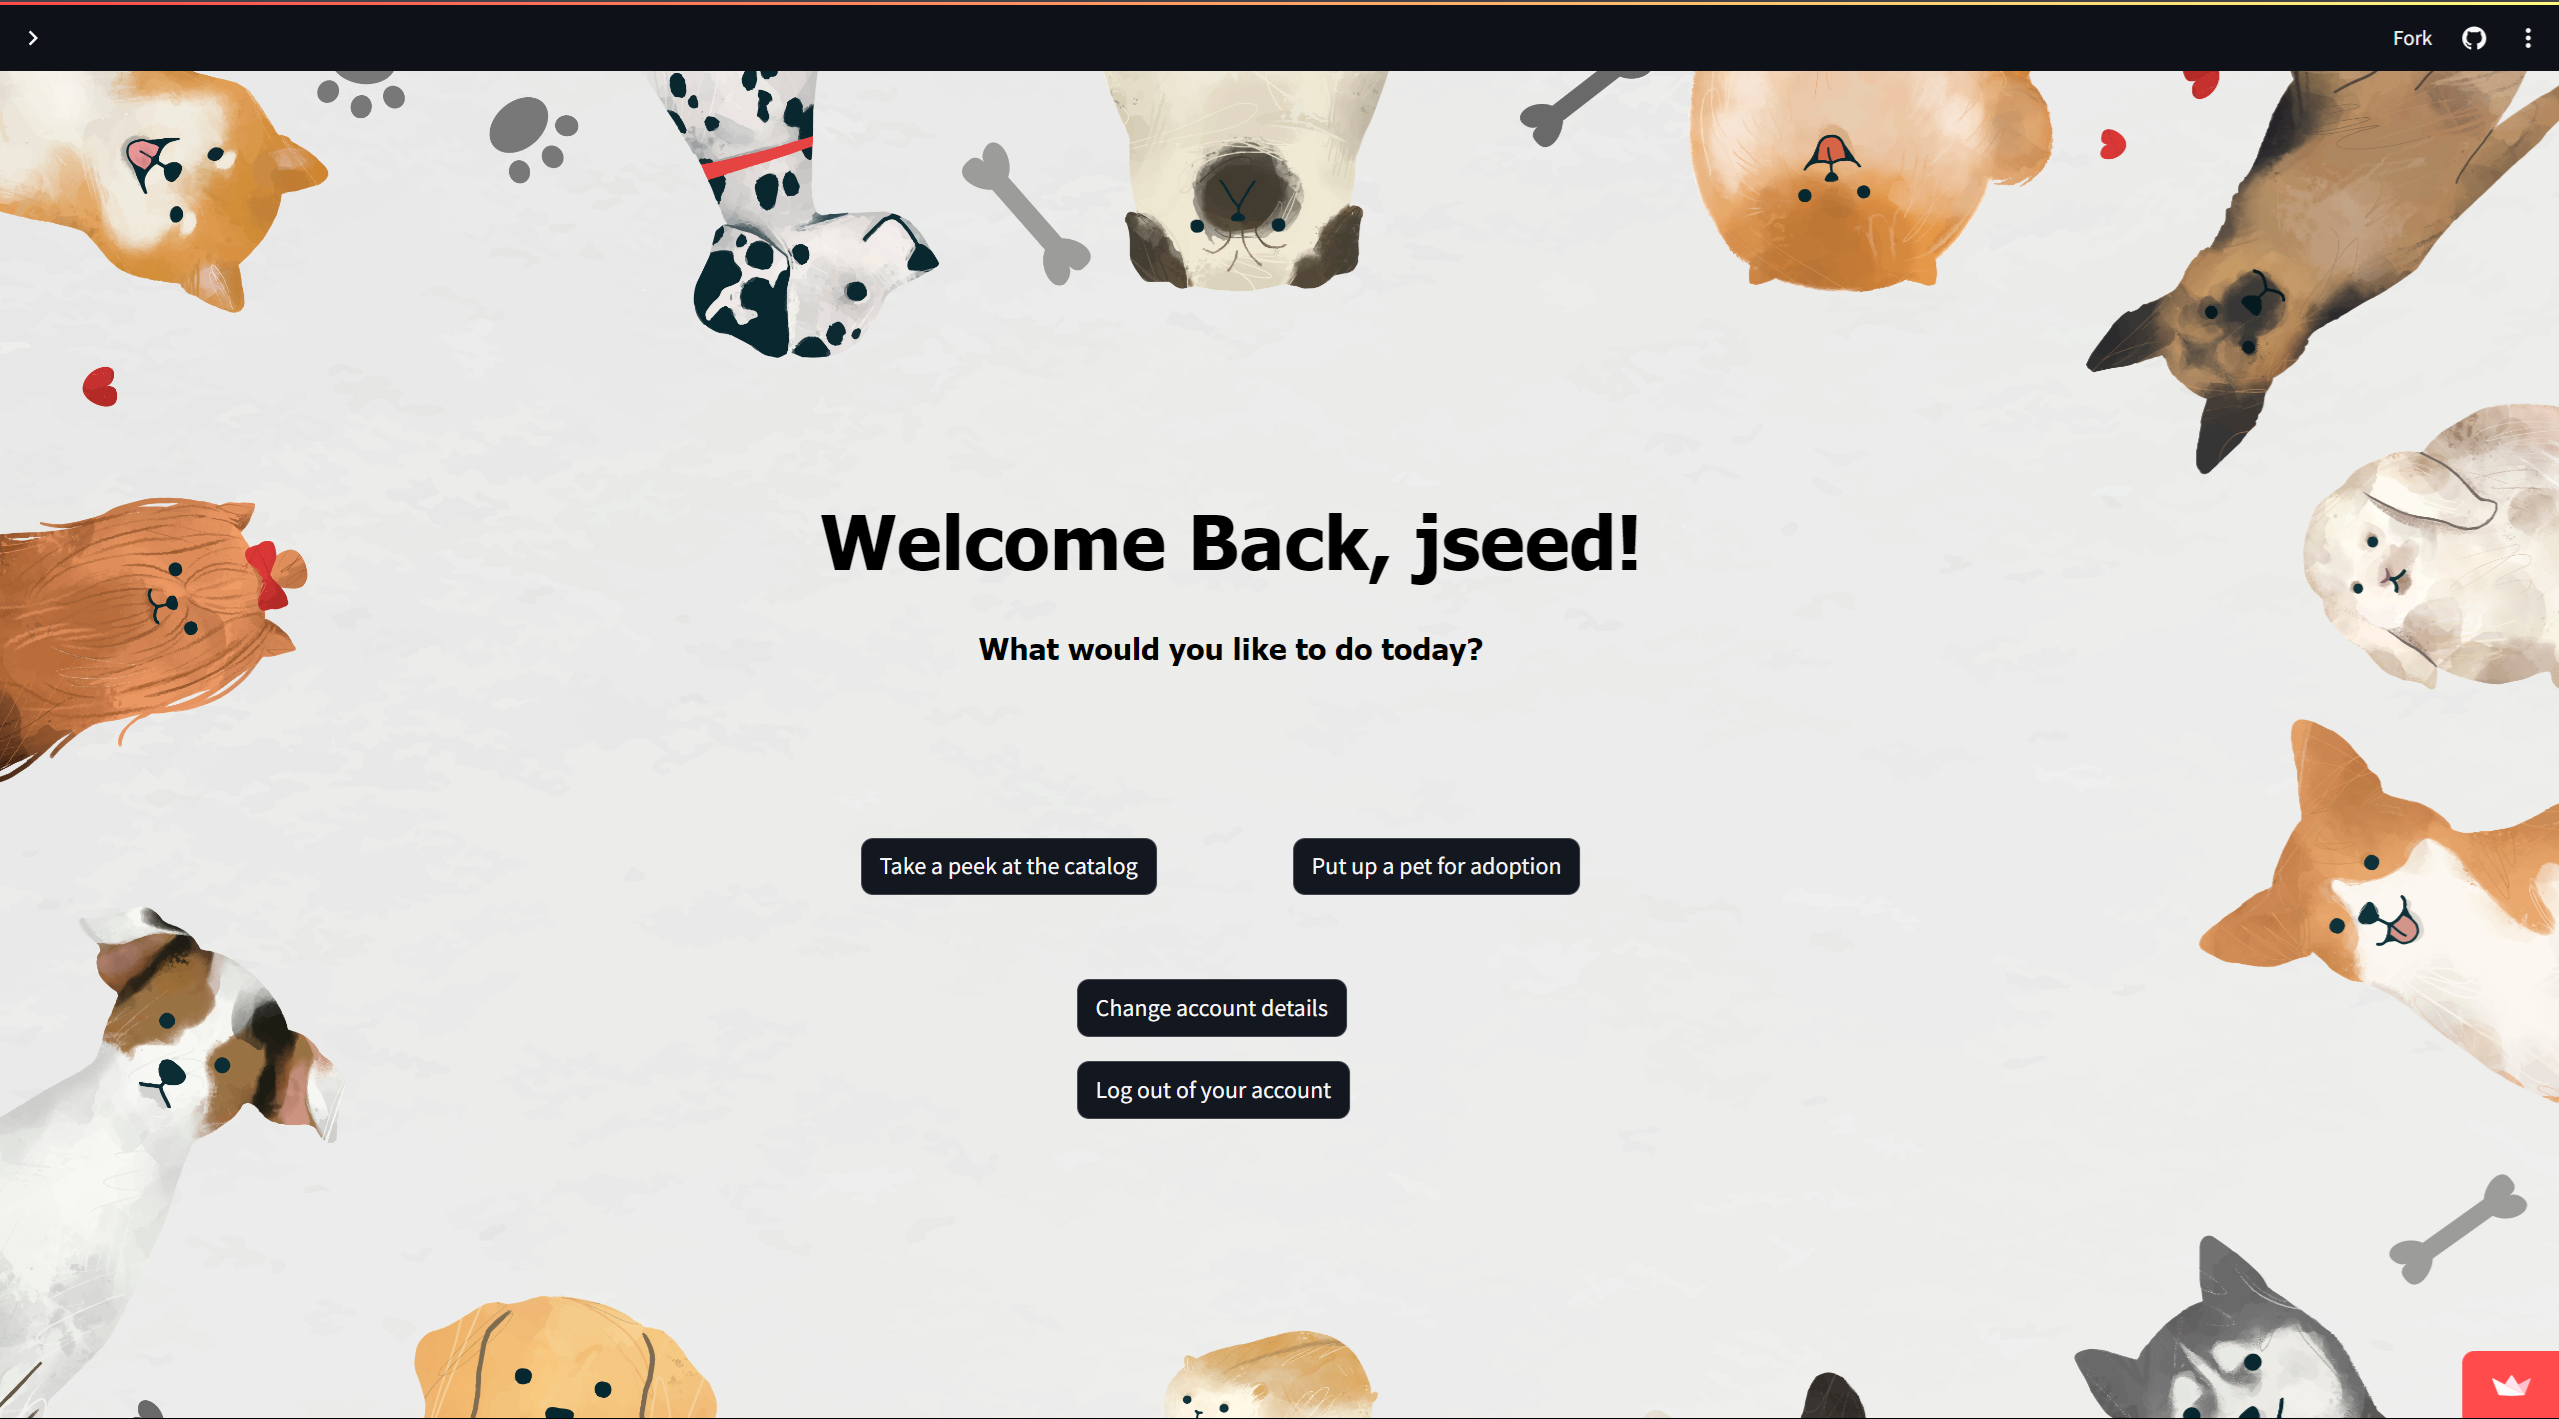 Fork
Welcome Back, jseed!
What would you like to do today?
Take a peek at the catalog
Put up a pet for adoption
Change account details
Log out of your account